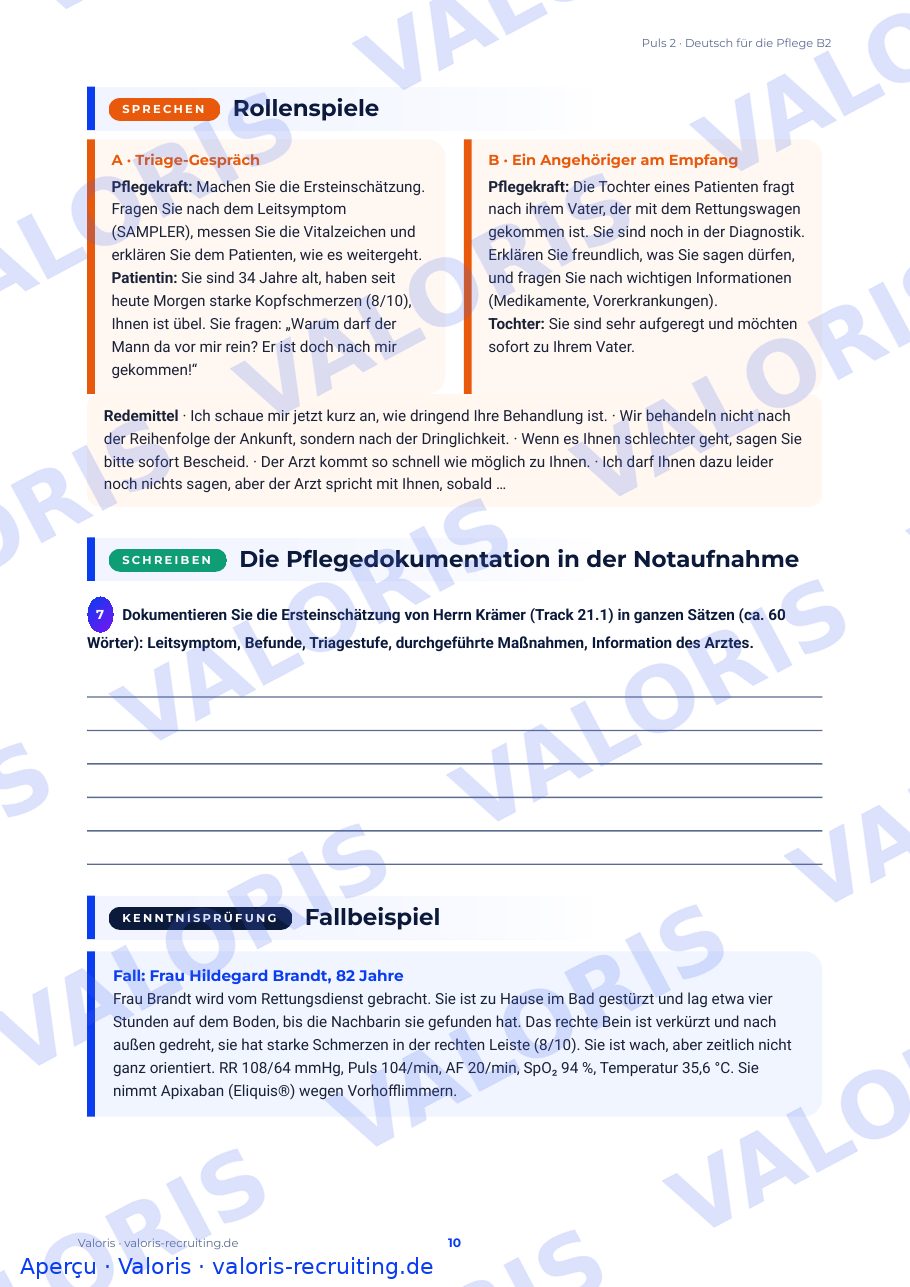 Puls 2 · Deutsch für die Pflege B2
SPRECHEN Rollenspiele
A · Triage-Gespräch
Pflegekraft: Machen Sie die Ersteinschätzung.
Fragen Sie nach dem Leitsymptom
(SAMPLER), messen Sie die Vitalzeichen und
erklären Sie dem Patienten, wie es weitergeht.
Patientin: Sie sind 34 Jahre alt, haben seit
heute Morgen starke Kopfschmerzen (8/10),
Ihnen ist übel. Sie fragen: „Warum darf der
Mann da vor mir rein? Er ist doch nach mir
gekommen!“
B · Ein Angehöriger am Empfang
Pflegekraft: Die Tochter eines Patienten fragt
nach ihrem Vater, der mit dem Rettungswagen
gekommen ist. Sie sind noch in der Diagnostik.
Erklären Sie freundlich, was Sie sagen dürfen,
und fragen Sie nach wichtigen Informationen
(Medikamente, Vorerkrankungen).
Tochter: Sie sind sehr aufgeregt und möchten
sofort zu Ihrem Vater.
Redemittel · Ich schaue mir jetzt kurz an, wie dringend Ihre Behandlung ist. · Wir behandeln nicht nach
der Reihenfolge der Ankunft, sondern nach der Dringlichkeit. · Wenn es Ihnen schlechter geht, sagen Sie
bitte sofort Bescheid. · Der Arzt kommt so schnell wie möglich zu Ihnen. · Ich darf Ihnen dazu leider
noch nichts sagen, aber der Arzt spricht mit Ihnen, sobald …
SCHREIBEN Die Pflegedokumentation in der Notaufnahme
7 Dokumentieren Sie die Ersteinschätzung von Herrn Krämer (Track 21.1) in ganzen Sätzen (ca. 60
Wörter): Leitsymptom, Befunde, Triagestufe, durchgeführte Maßnahmen, Information des Arztes.
KENNTNISPRÜFUNG Fallbeispiel
Fall: Frau Hildegard Brandt, 82 Jahre
Frau Brandt wird vom Rettungsdienst gebracht. Sie ist zu Hause im Bad gestürzt und lag etwa vier
Stunden auf dem Boden, bis die Nachbarin sie gefunden hat. Das rechte Bein ist verkürzt und nach
außen gedreht, sie hat starke Schmerzen in der rechten Leiste (8/10). Sie ist wach, aber zeitlich nicht
ganz orientiert. RR 108/64 mmHg, Puls 104/min, AF 20/min, SpO₂ 94 %, Temperatur 35,6 °C. Sie
nimmt Apixaban (Eliquis®) wegen Vorhofflimmern.
Valoris · valoris-recruiting.de
10
Aperçu · Valoris · valoris-recruiting.de
VALORIS